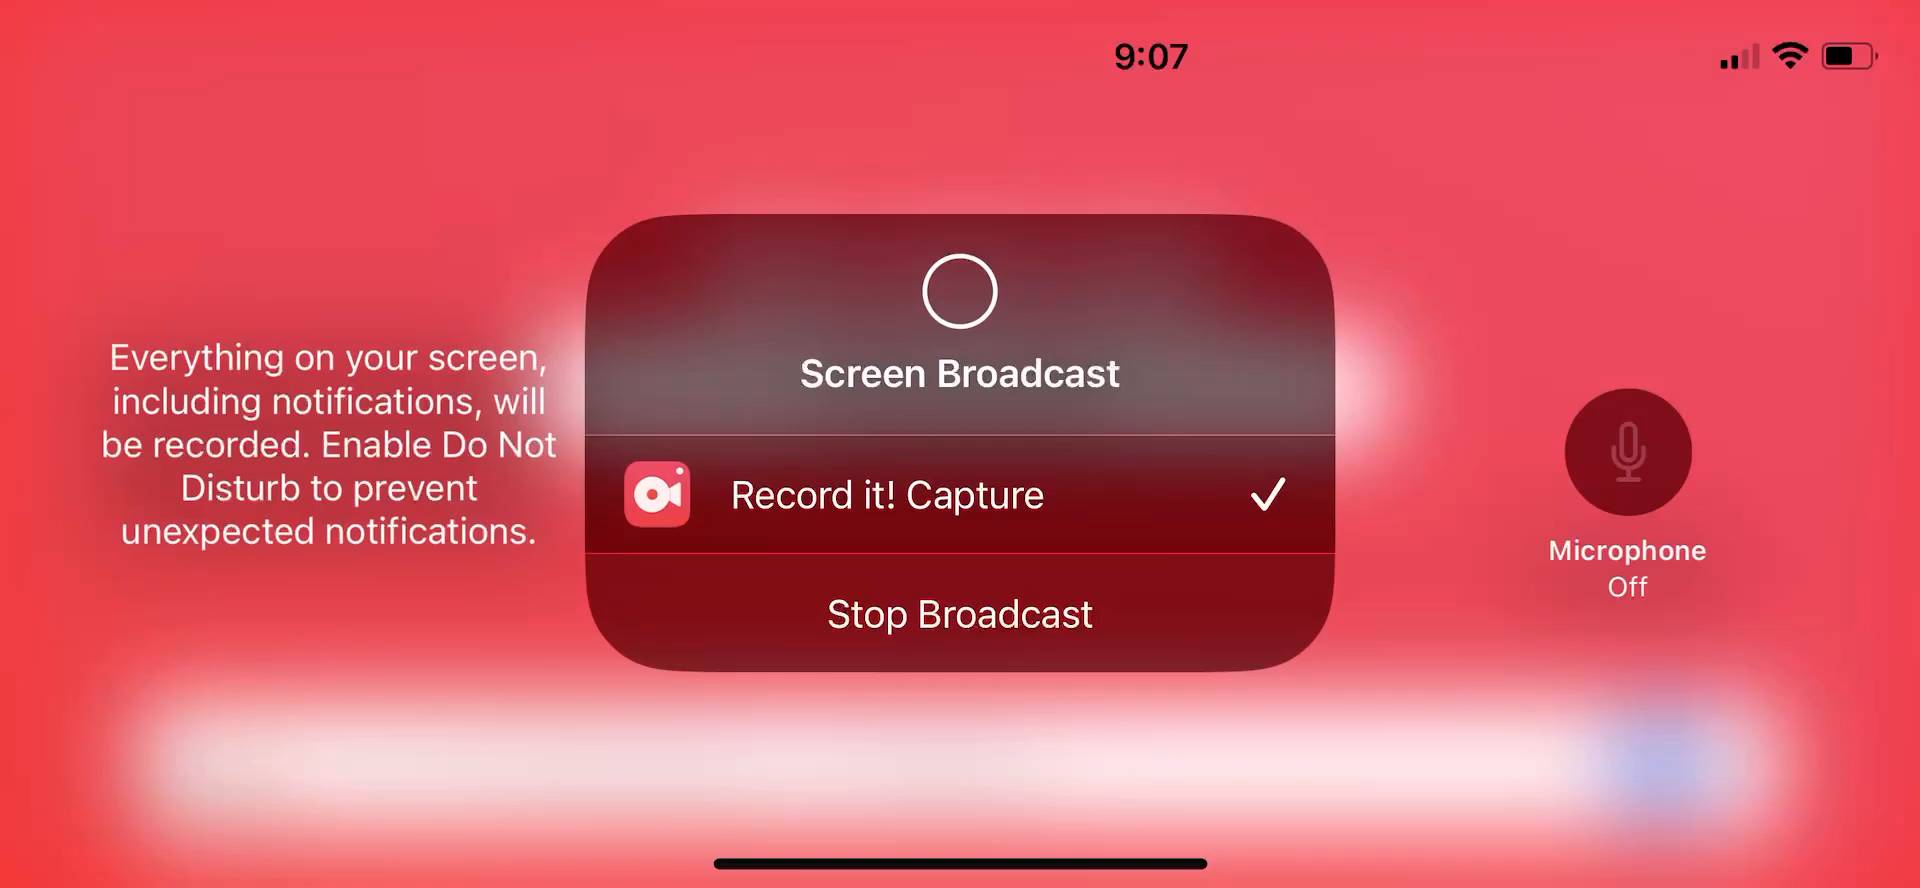 9:07
Everything on your screen,
including notifications, will
be recorded. Enable Do Not
Disturb to prevent
unexpected notifications.
Screen Broadcast
Record it! Capture
Stop Broadcast
Microphone
Off